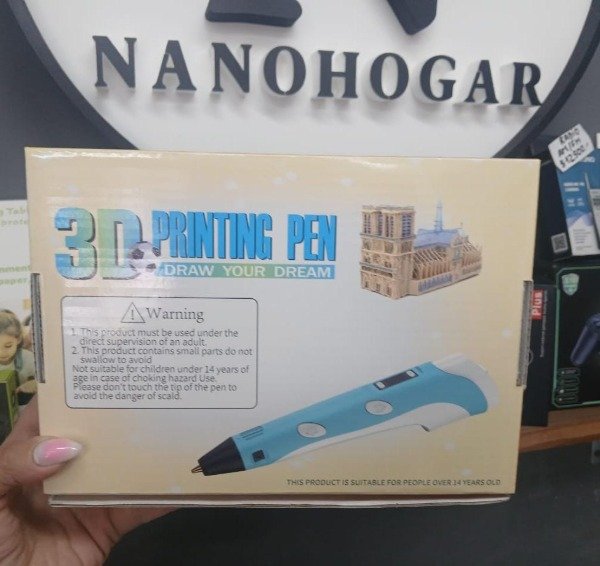 NANOHOGAR
RADIO
$12500
3D PRINTING PEN
DRAW YOUR DREAM
Warning
1. This product must be used under the
direct supervision of an adult.
2. This product contains small parts do not
swallow to avoid
Not suitable for children under 14 years of
age in case of choking hazard Use.
Please don't touch the tip of the pen to
avoid the danger of scald.
THIS PRODUCT IS SUITABLE FOR PEOPLE OVER 14 YEARS OLD
Plus